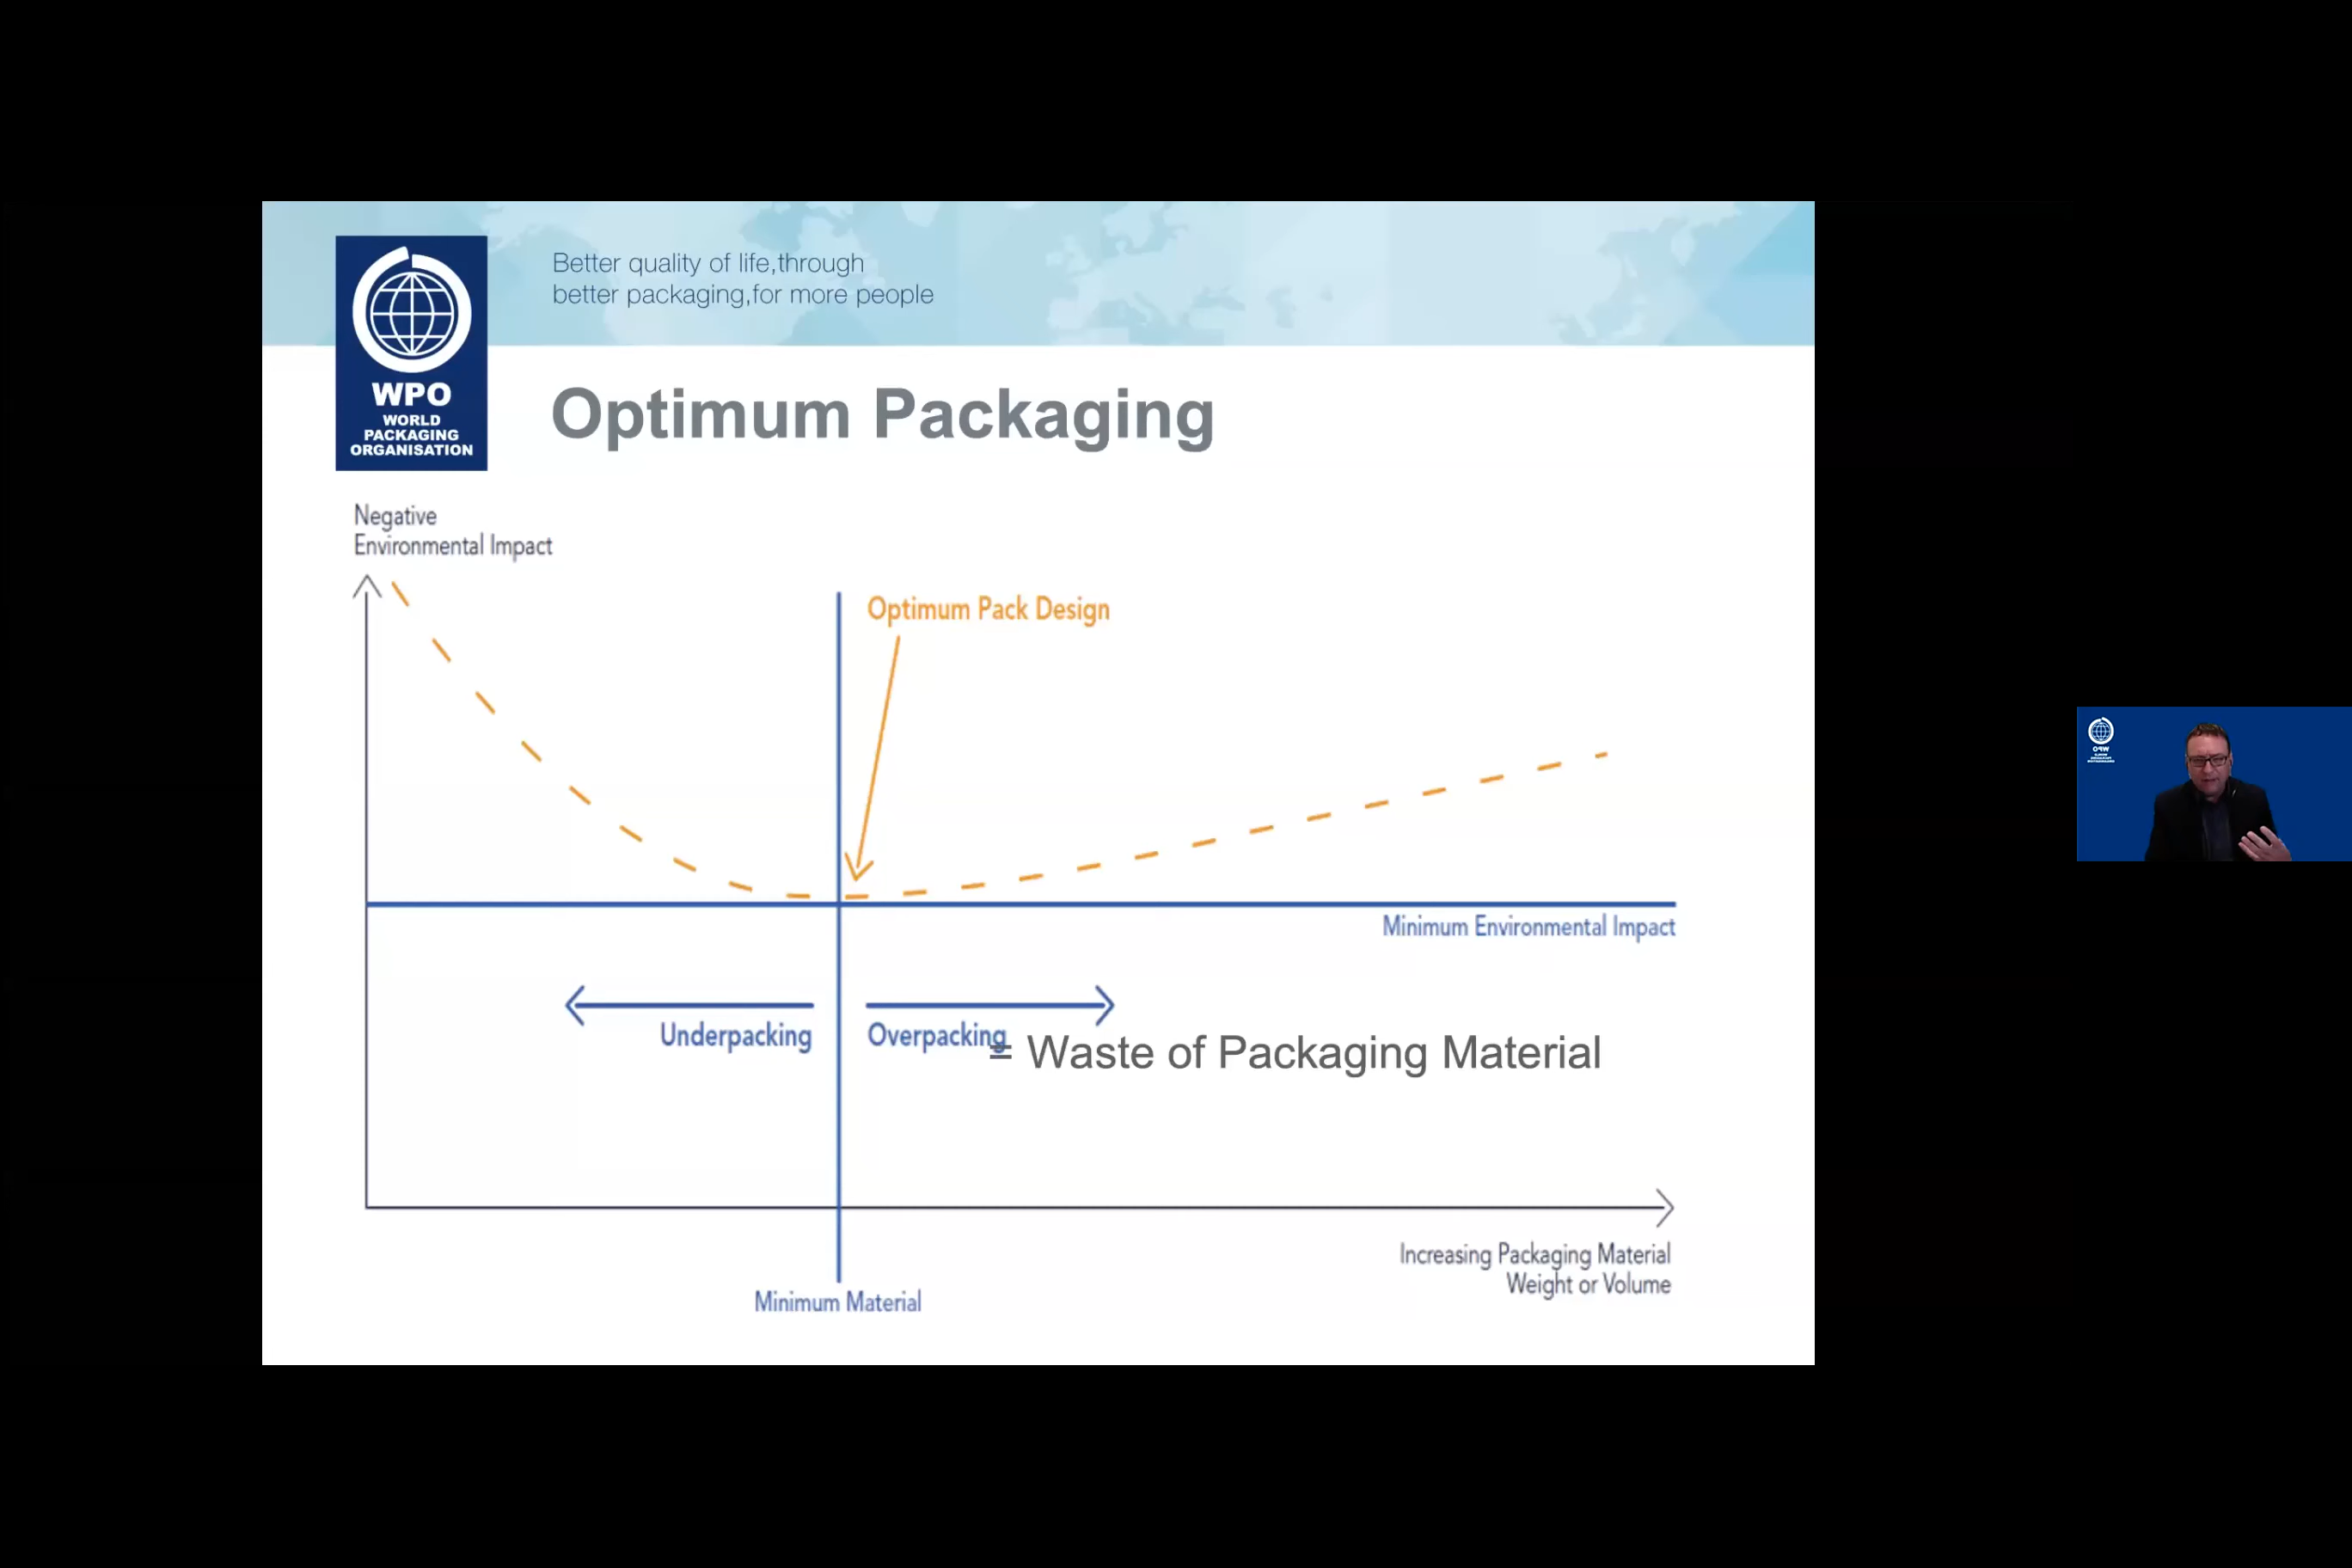 Better quality of life,through
better packaging,for more people
WPO
WORLD
PACKAGING
ORGANISATION
Optimum Packaging
Negative
Environmental Impact
Optimum Pack Design
Minimum Environmental Impact
Underpacking
Overpacking
= Waste of Packaging Material
Increasing Packaging Material
Weight or Volume
Minimum Material
WPO